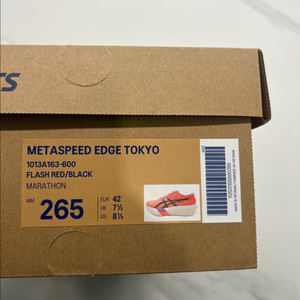 METASPEED EDGE TOKYO
1013A163-600
FLASH RED/BLACK
MARATHON
MM 265
EUR 42
UK 7½
US 8½